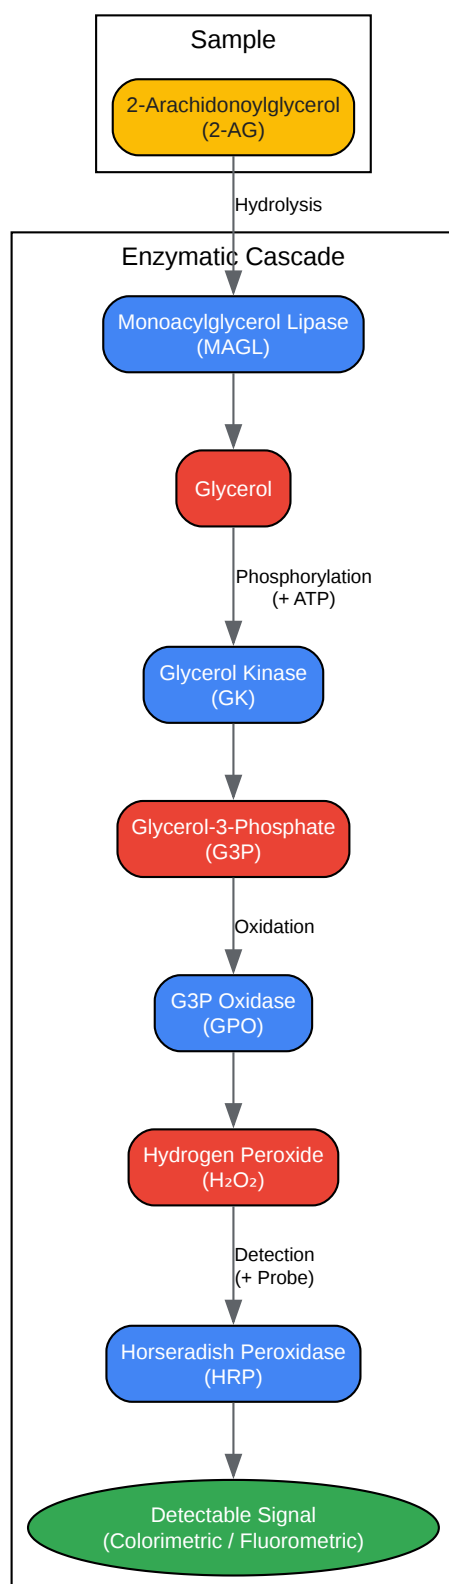 Sample
2-Arachidonoylglycerol
(2-AG)
Hydrolysis
Enzymatic Cascade
Monoacylglycerol Lipase
(MAGL)
Glycerol
Phosphorylation
(+ ATP)
Glycerol Kinase
(GK)
Glycerol-3-Phosphate
(G3P)
Oxidation
G3P Oxidase
(GPO)
Hydrogen Peroxide
(H₂O₂)
Detection
(+ Probe)
Horseradish Peroxidase
(HRP)
Detectable Signal
(Colorimetric / Fluorometric)